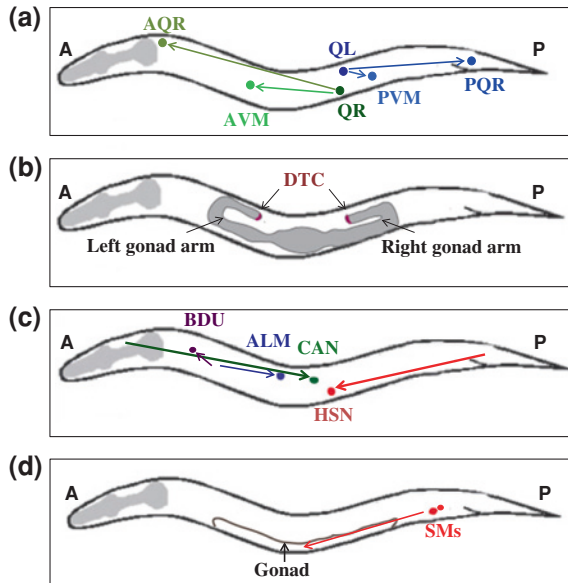 (a)
AQR QL
A P
AVM QR PVM PQR
(b)
DTC
A P
Left gonad arm Right gonad arm
(c)
BDU
A ALM CAN P
HSN
(d)
A P
SMs
Gonad